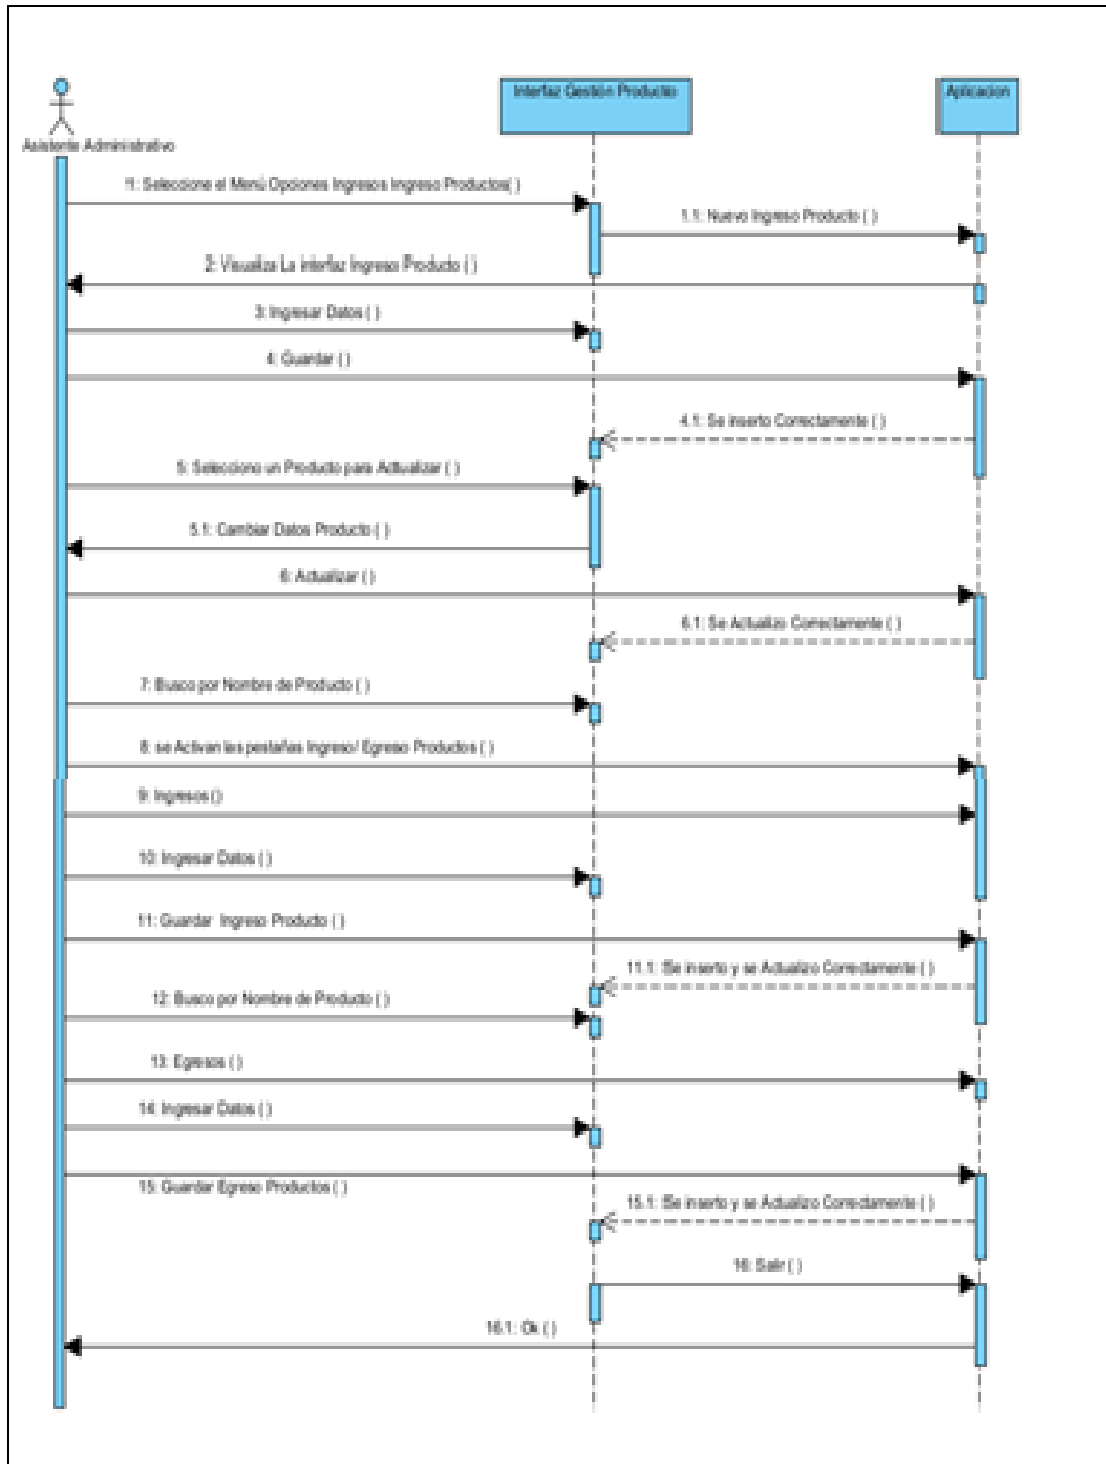 Interfaz Gestión Producto
Aplicacion
Asistente Administrativo
1: Seleccione el Menú Opciones Ingresos Ingreso Productos( )
1.1: Nuevo Ingreso Producto ( )
2: Visualiza La interfaz Ingreso Producto ( )
3: Ingresar Datos ( )
4: Guardar ( )
4.1: Se inserto Correctamente ( )
5: Selecciono un Producto para Actualizar ( )
5.1: Cambiar Datos Producto ( )
6: Actualizar ( )
6.1: Se Actualizo Correctamente ( )
7: Busco por Nombre de Producto ( )
8: se Activan las pestañas Ingreso/ Egreso Productos ( )
9: Ingresos ()
10: Ingresar Datos ( )
11: Guardar Ingreso Producto ( )
11.1: Se inserto y se Actualizo Correctamente ( )
12: Busco por Nombre de Producto ( )
13: Egresos ( )
14: Ingresar Datos ( )
15: Guardar Egreso Productos ( )
15.1: Se inserto y se Actualizo Correctamente ( )
16: Salir ( )
16.1: Ok ( )